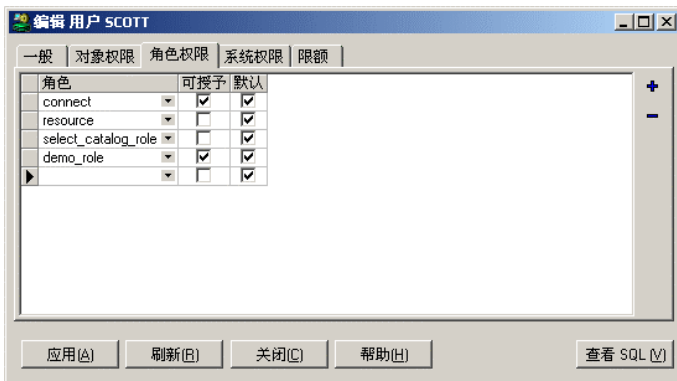 编辑 用户 SCOTT
一般 对象权限 角色权限 系统权限 限额
角色 可授予 默认
connect
resource
select_catalog_role
demo_role
应用(A) 刷新(R) 关闭(C) 帮助(H) 查看 SQL (V)